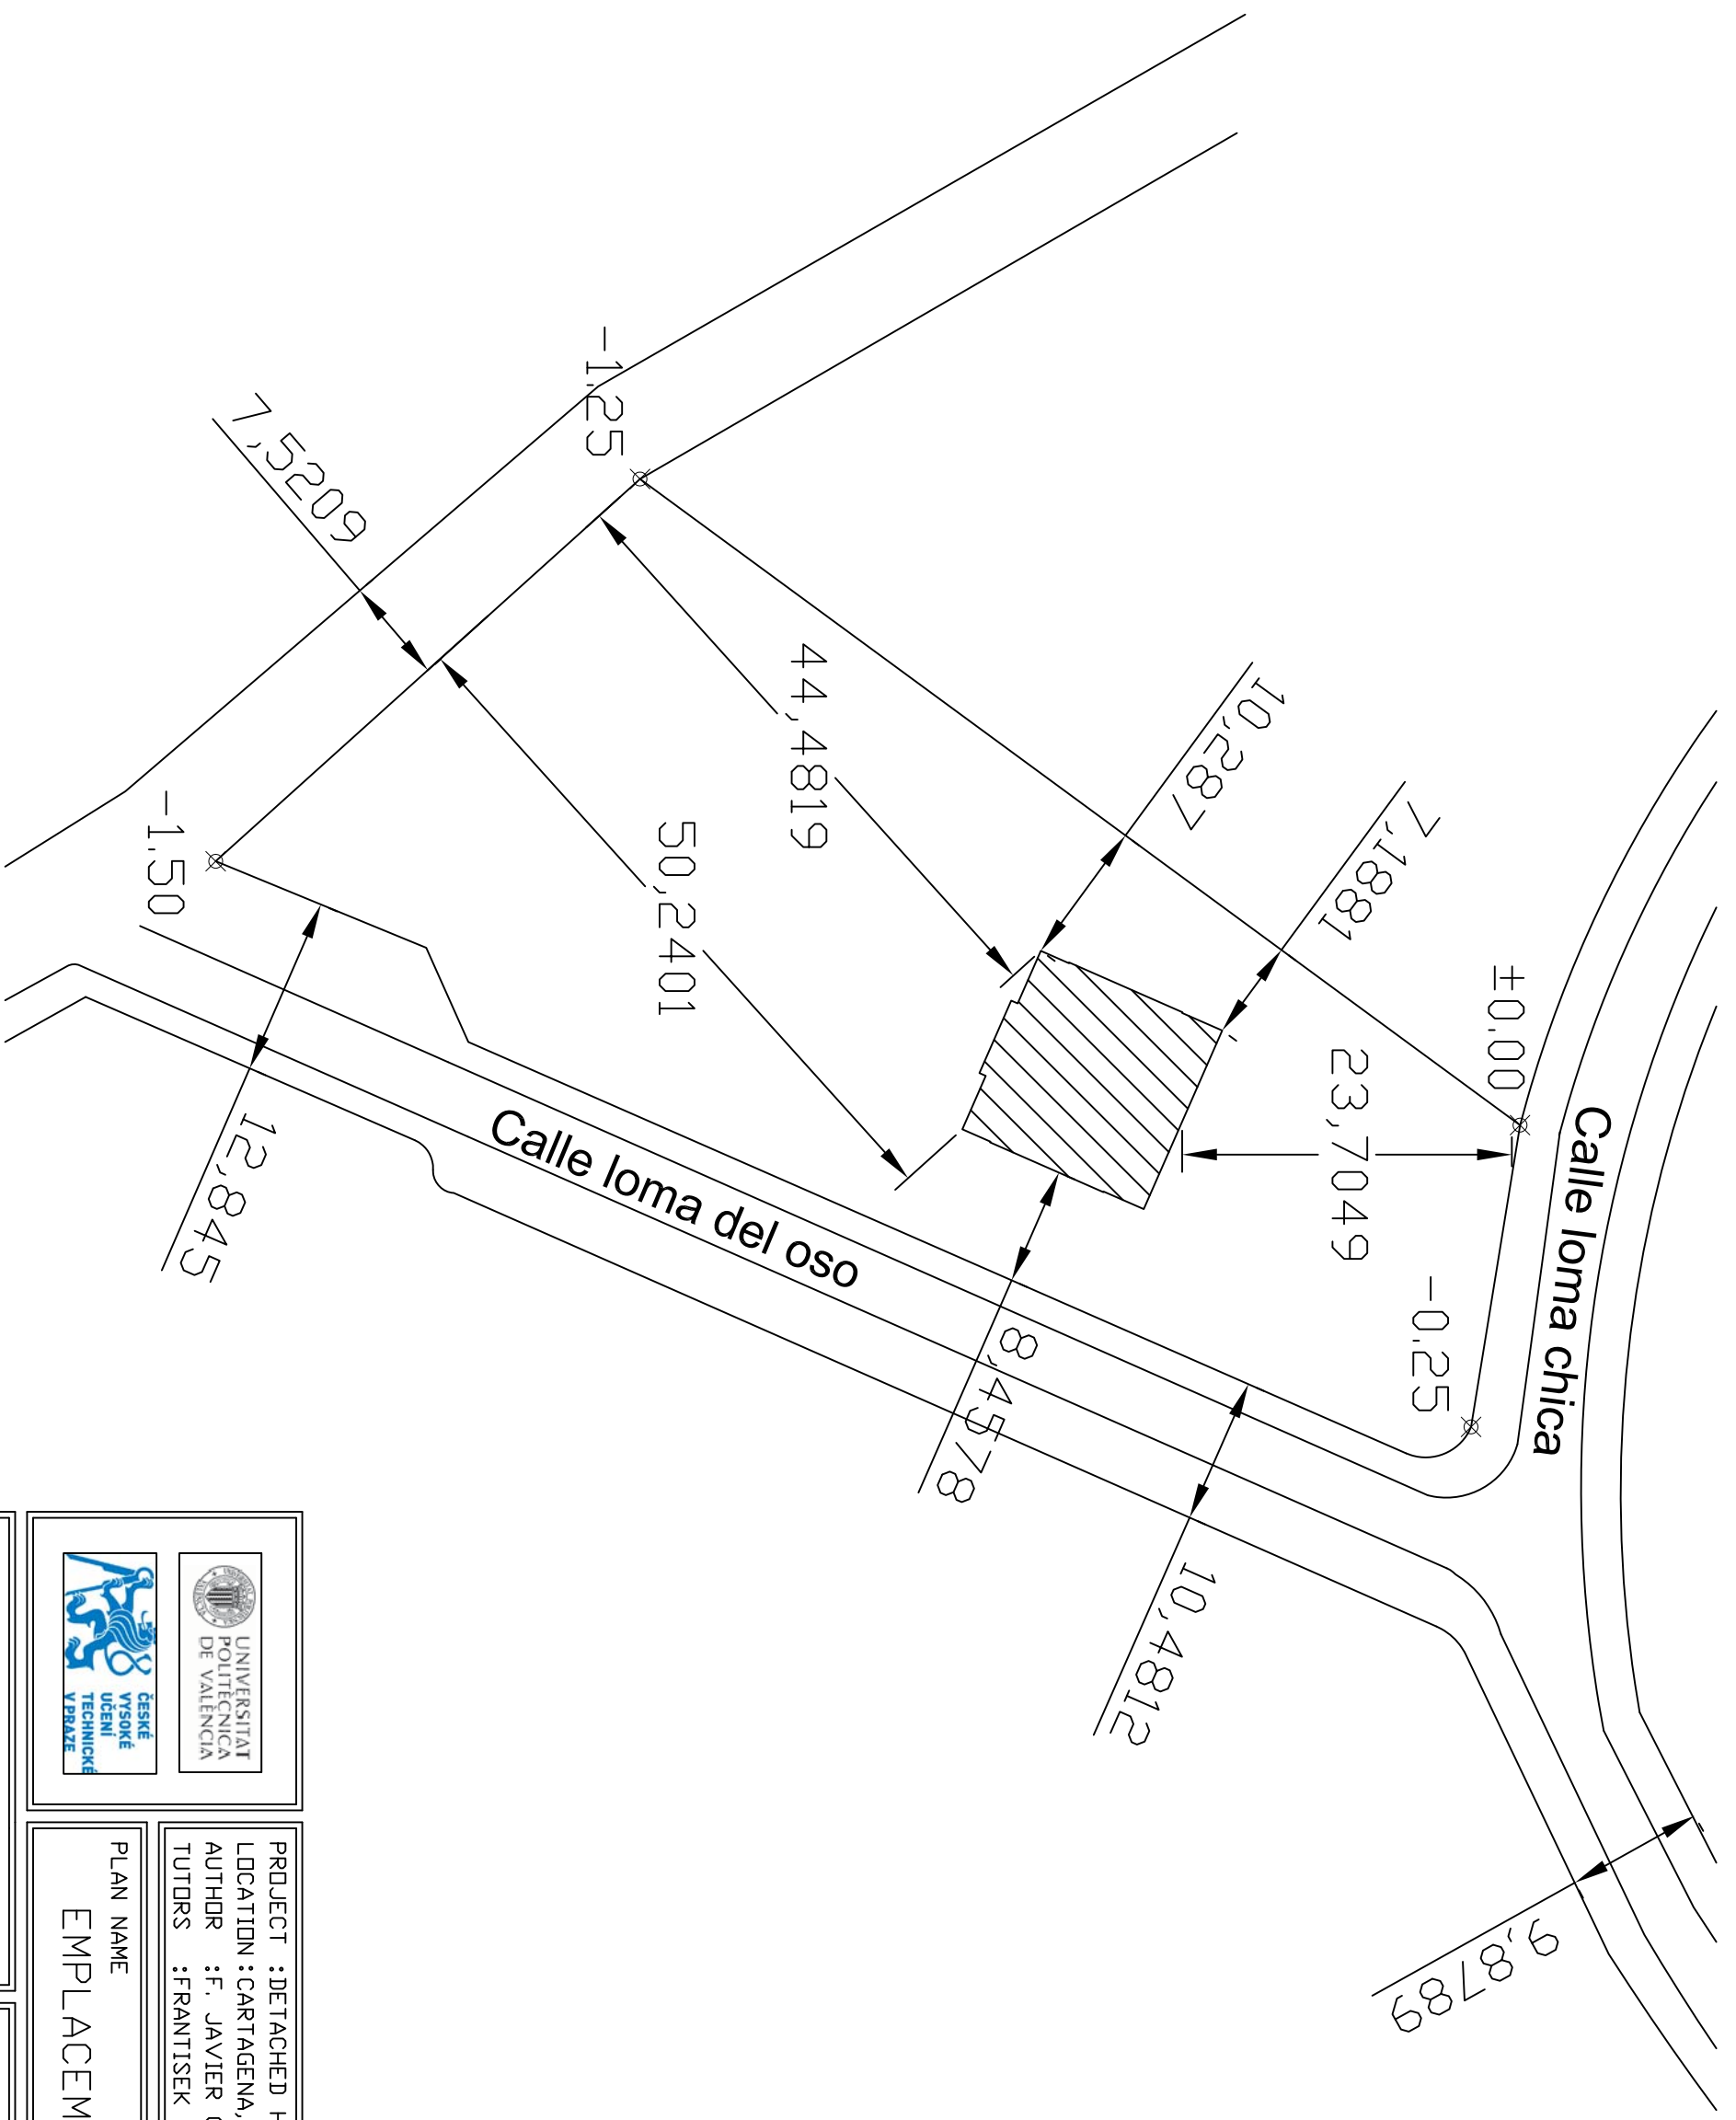 ±0.00
-0.25
-1.25
-1.50
Calle loma chica
Calle loma del oso
7,1881
10,287
23,7049
44,4819
50,2401
7,5209
12,845
8,4578
10,4812
9,8789
UNIVERSITAT
POLITÈCNICA
DE VALÈNCIA
ČESKÉ
VYSOKÉ
UČENÍ
TECHNICKÉ
V PRAZE
PROJECT :DETACHED H
LOCATION :CARTAGENA,
AUTHOR :F. JAVIER
TUTORS :FRANTISEK
PLAN NAME
EMPLACEM